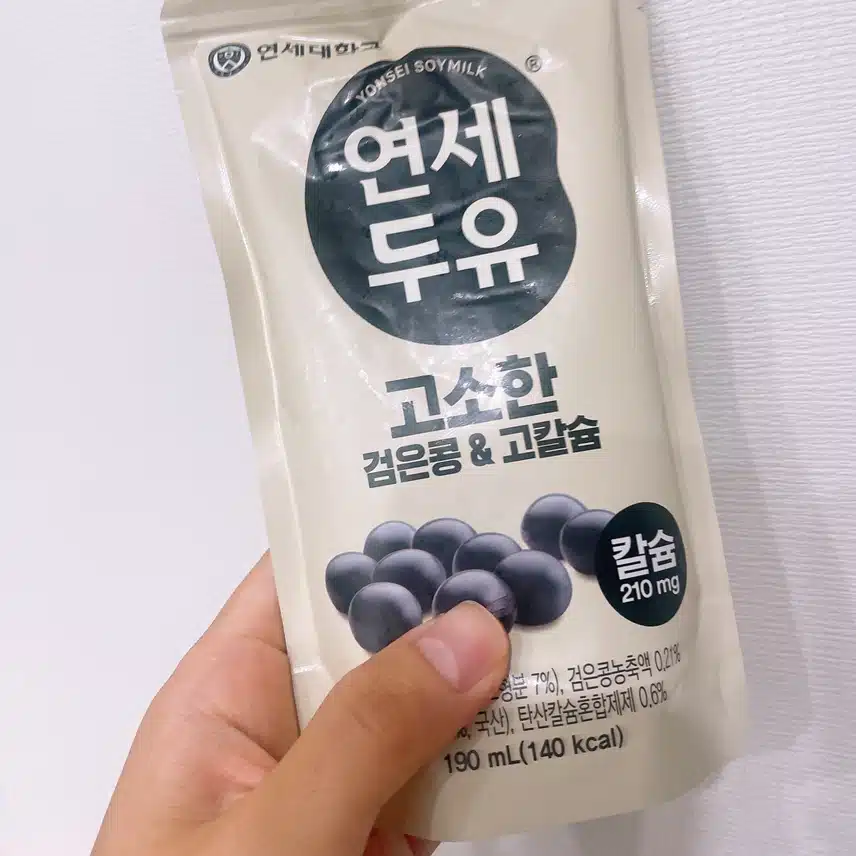 연세대학교
YONSEI SOYMILK ®
연세
두유
고소한
검은콩 & 고칼슘
칼슘
210 mg
7%), 검은콩농축액 0.21%
국산), 탄산칼슘혼합제제 0.6%
190 mL(140 kcal)